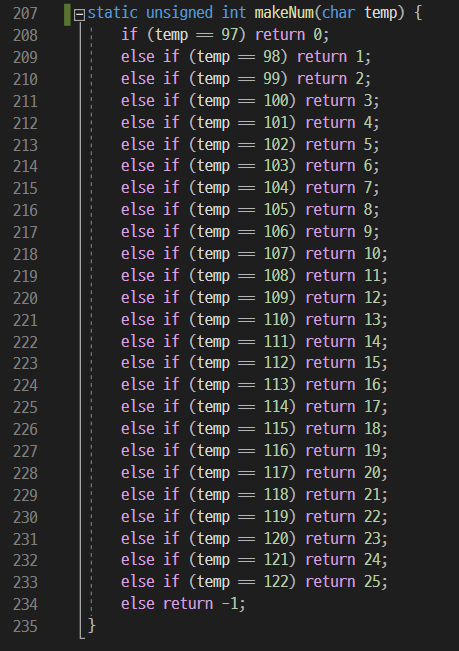 207 static unsigned int makeNum(char temp) {
208 if (temp == 97) return 0;
209 else if (temp == 98) return 1;
210 else if (temp == 99) return 2;
211 else if (temp == 100) return 3;
212 else if (temp == 101) return 4;
213 else if (temp == 102) return 5;
214 else if (temp == 103) return 6;
215 else if (temp == 104) return 7;
216 else if (temp == 105) return 8;
217 else if (temp == 106) return 9;
218 else if (temp == 107) return 10;
219 else if (temp == 108) return 11;
220 else if (temp == 109) return 12;
221 else if (temp == 110) return 13;
222 else if (temp == 111) return 14;
223 else if (temp == 112) return 15;
224 else if (temp == 113) return 16;
225 else if (temp == 114) return 17;
226 else if (temp == 115) return 18;
227 else if (temp == 116) return 19;
228 else if (temp == 117) return 20;
229 else if (temp == 118) return 21;
230 else if (temp == 119) return 22;
231 else if (temp == 120) return 23;
232 else if (temp == 121) return 24;
233 else if (temp == 122) return 25;
234 else return -1;
235 }